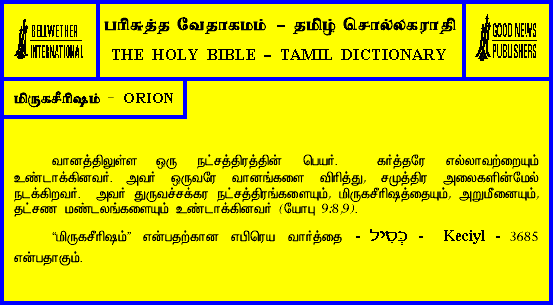 BELLWETHER
INTERNATIONAL
பரிசுத்த வேதாகமம் – தமிழ் சொல்லகராதி
THE HOLY BIBLE – TAMIL DICTIONARY
GOOD NEWS
PUBLISHERS
மிருகசீரிஷம் – ORION
வானத்திலுள்ள ஒரு நட்சத்திரத்தின் பெயர். கர்த்தரே எல்லாவற்றையும்
உண்டாக்கினவர். அவர் ஒருவரே வானங்களை விரித்து, சமுத்திர அலைகளின்மேல்
நடக்கிறவர். அவர் துருவச்சக்கர நட்சத்திரங்களையும், மிருகசீரிஷத்தையும், அறுமீனையும்,
தட்சண மண்டலங்களையும் உண்டாக்கினவர் (யோபு 9:8,9).
“மிருகசீரிஷம்” என்பதற்கான எபிரெய வார்த்தை - כְּסִיל - Keciyl - 3685
என்பதாகும்.